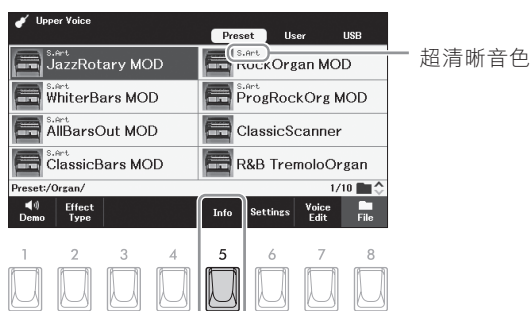 Upper Voice
Preset User USB
S.Art
JazzRotary MOD
S.Art
RockOrgan MOD
超清晰音色
S.Art
WhiterBars MOD
S.Art
ProgRockOrg MOD
S.Art
AllBarsOut MOD
ClassicScanner
S.Art
ClassicBars MOD
R&B TremoloOrgan
Preset:/Organ/ 1/10
Demo
Effect
Type
Info
Settings
Voice
Edit
File
1 2 3 4 5 6 7 8